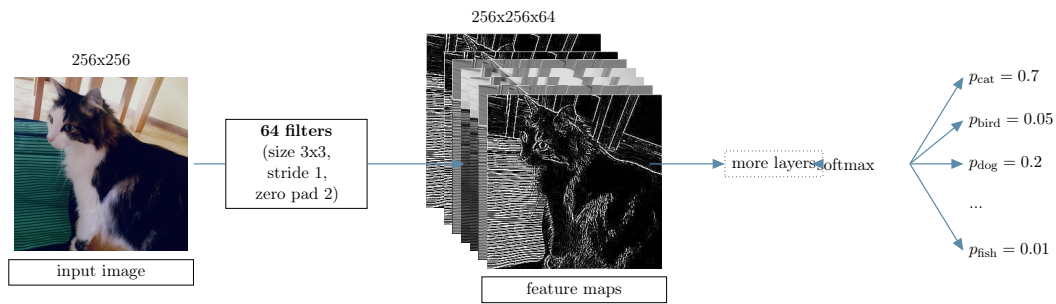 256x256
input image
64 filters
(size 3x3,
stride 1,
zero pad 2)
256x256x64
feature maps
more layers
softmax
p_cat = 0.7
p_bird = 0.05
p_dog = 0.2
...
p_fish = 0.01